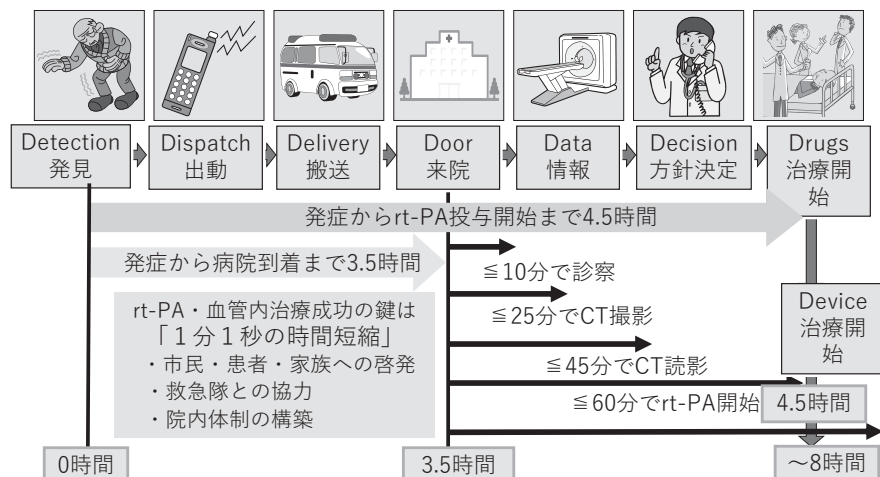 Detection
発見
Dispatch
出動
Delivery
搬送
Door
来院
Data
情報
Decision
方針決定
Drugs
治療開
始
発症からrt-PA投与開始まで4.5時間
発症から病院到着まで3.5時間
≦10分で診察
≦25分でCT撮影
≦45分でCT読影
≦60分でrt-PA開始
rt-PA・血管内治療成功の鍵は
「１分１秒の時間短縮」
・市民・患者・家族への啓発
・救急隊との協力
・院内体制の構築
Device
治療開
始
4.5時間
0時間
3.5時間
～8時間